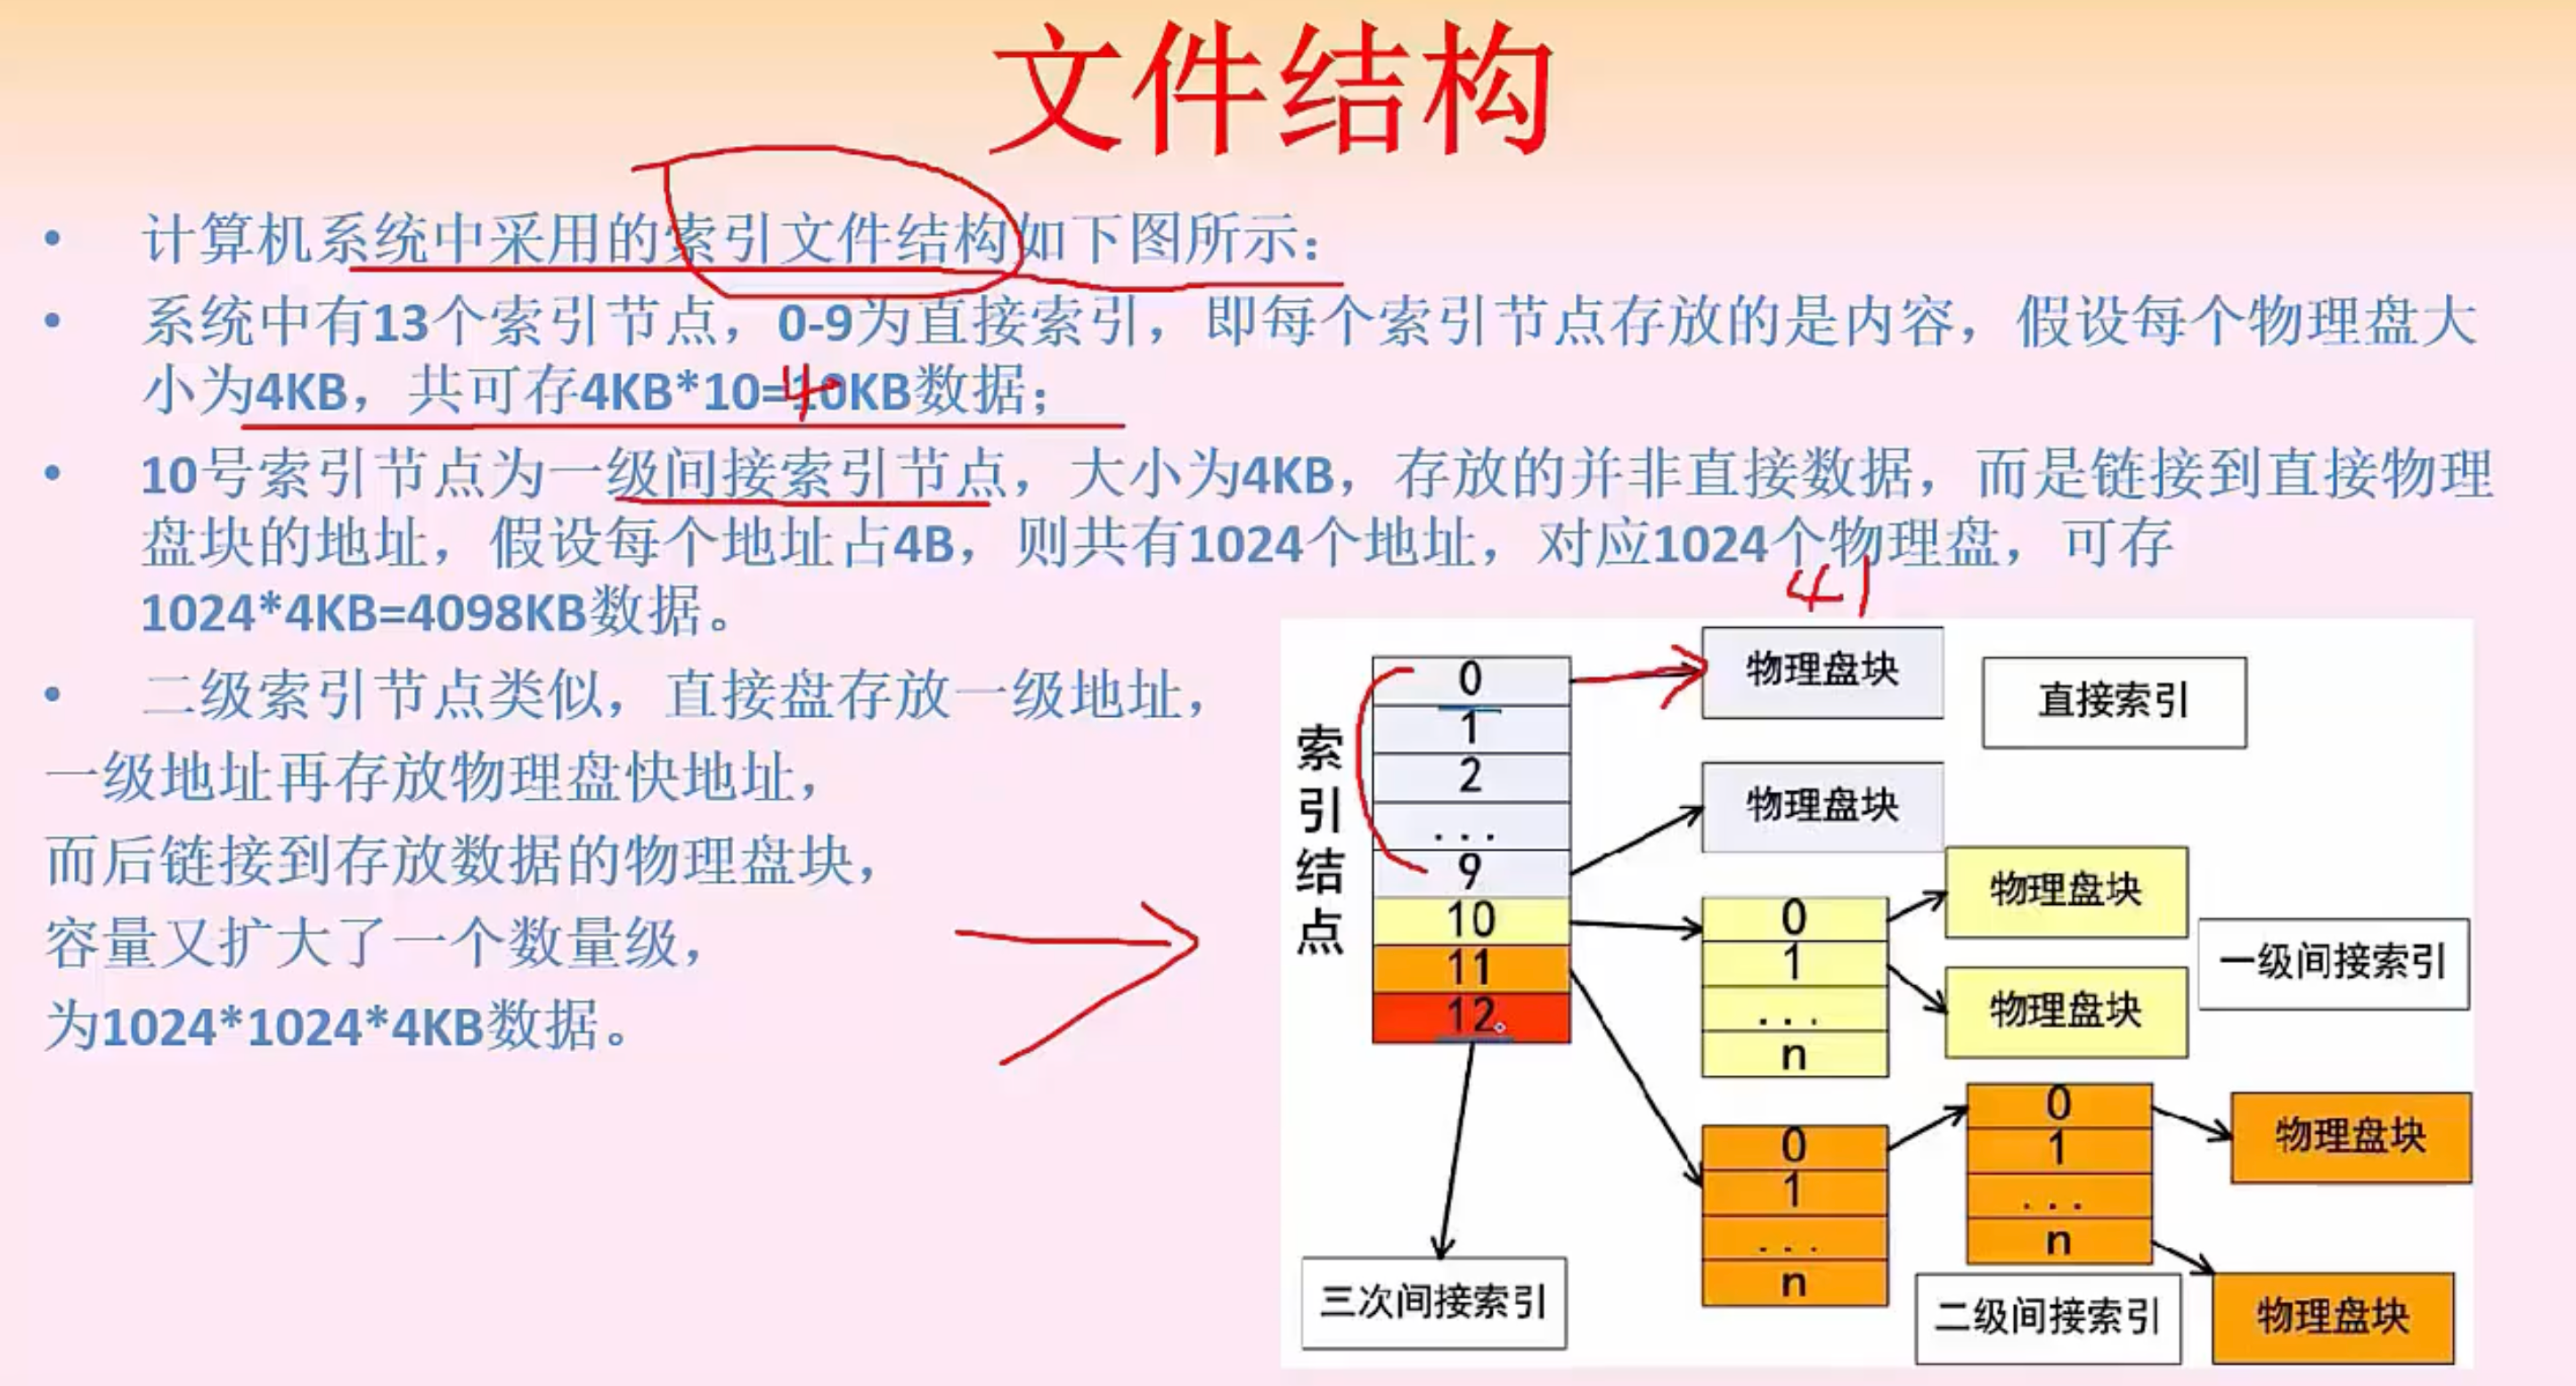 文件结构
• 计算机系统中采用的索引文件结构如下图所示：
• 系统中有13个索引节点，0-9为直接索引，即每个索引节点存放的是内容，假设每个物理盘大
小为4KB，共可存4KB*10=10KB数据；
4
• 10号索引节点为一级间接索引节点，大小为4KB，存放的并非直接数据，而是链接到直接物理
盘块的地址，假设每个地址占4B，则共有1024个地址，对应1024个物理盘，可存
1024*4KB=4098KB数据。
• 二级索引节点类似，直接盘存放一级地址，
一级地址再存放物理盘快地址，
而后链接到存放数据的物理盘块，
容量又扩大了一个数量级，
为1024*1024*4KB数据。
索引结点
0
1
2
...
9
10
11
12
41
物理盘块
直接索引
物理盘块
0
1
...
n
物理盘块
物理盘块
一级间接索引
0
1
...
n
0
1
...
n
物理盘块
物理盘块
二级间接索引
三次间接索引